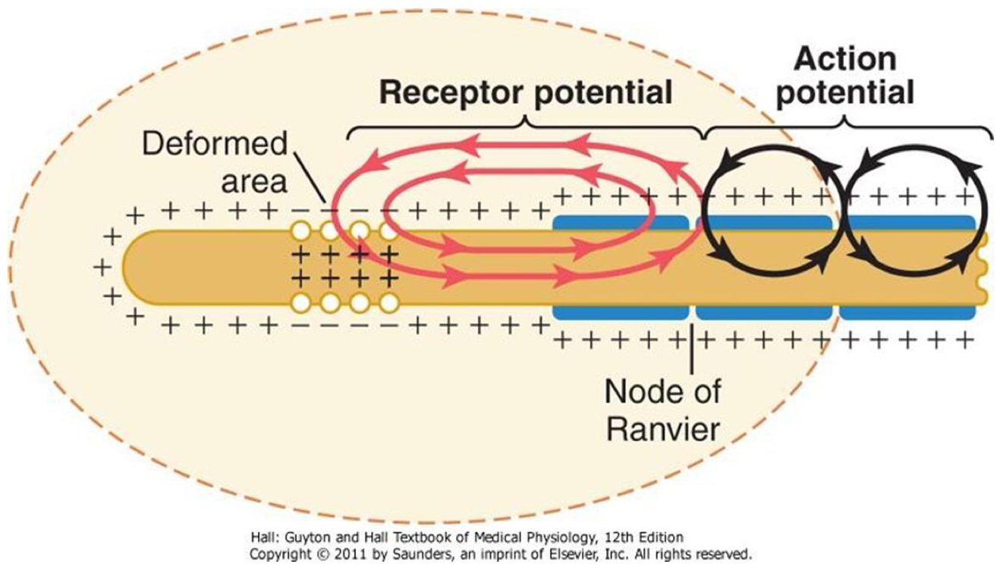 Action
potential
Receptor potential
Deformed
area
+ + + + + − − − − + + + + +
+ + + + + + + + + + + + + + +
+
+
+
+
+ + + +
+ + + +
+ + + + − − − − + + + + +
+ + + + + + + + + + + + + + +
Node of
Ranvier
Hall: Guyton and Hall Textbook of Medical Physiology, 12th Edition
Copyright © 2011 by Saunders, an imprint of Elsevier, Inc. All rights reserved.